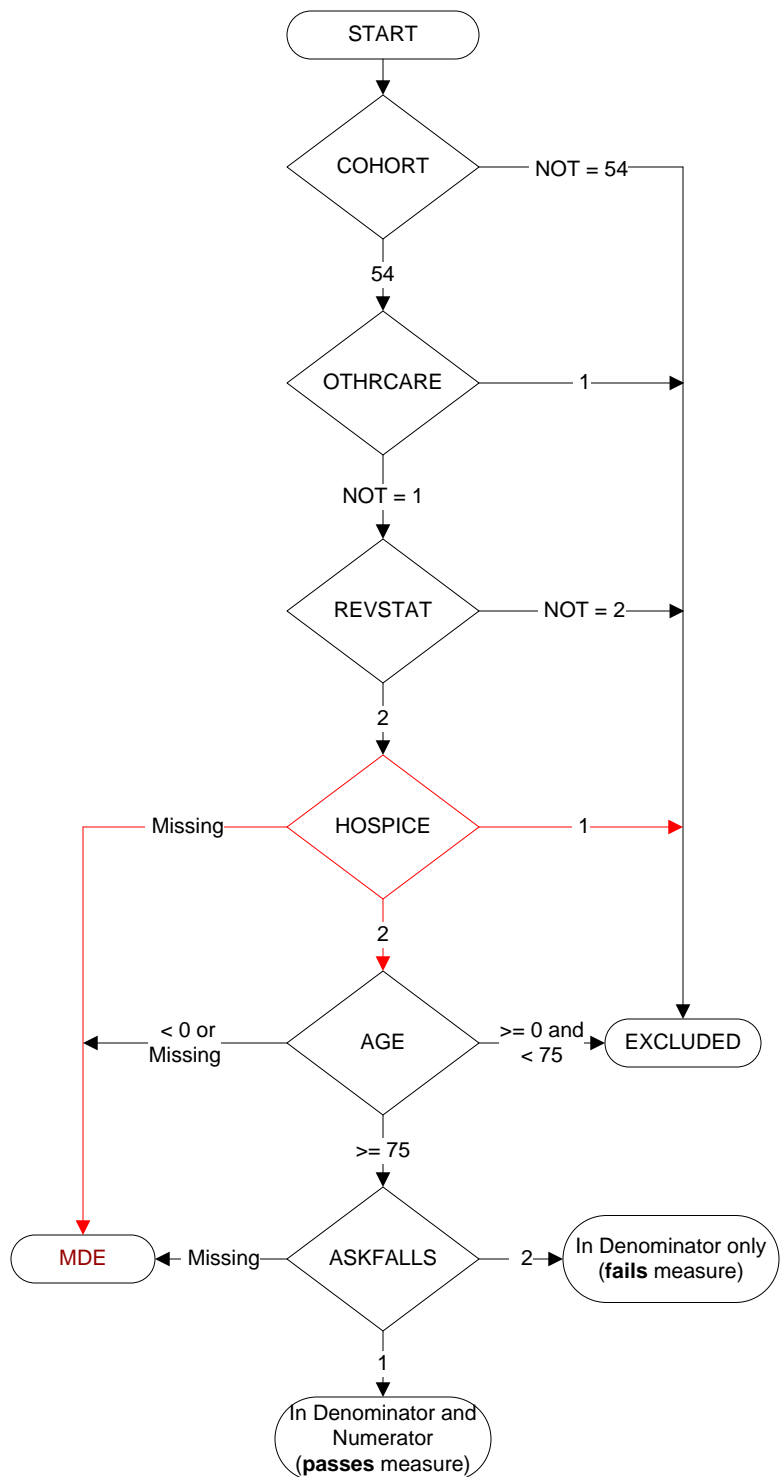 START
COHORT
NOT = 54
54
OTHRCARE
1
NOT = 1
REVSTAT
NOT = 2
2
Missing
HOSPICE
1
2
< 0 or
Missing
AGE
>= 0 and
< 75
EXCLUDED
>= 75
MDE
Missing
ASKFALLS
2
In Denominator only
(fails measure)
1
In Denominator and
Numerator
(passes measure)